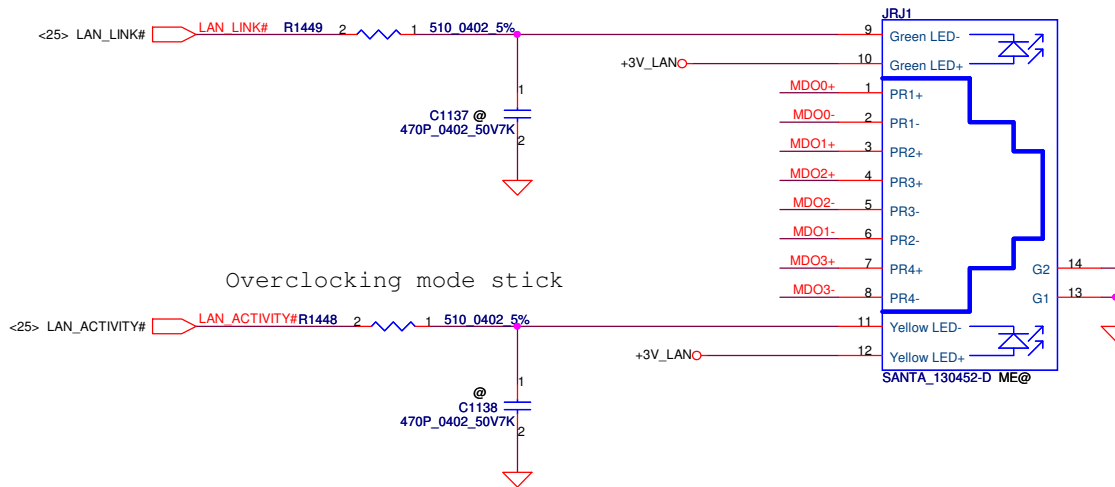 JRJ1
<25> LAN_LINK# LAN_LINK# R1449 2 1 510_0402_5% 9 Green LED-
+3V_LAN 10 Green LED+
MDO0+ 1 PR1+
1
C1137 @
470P_0402_50V7K
2
MDO0- 2 PR1-
MDO1+ 3 PR2+
MDO2+ 4 PR3+
MDO2- 5 PR3-
MDO1- 6 PR2-
MDO3+ 7 PR4+
G2 14
MDO3- 8 PR4-
G1 13
Overclocking mode stick
<25> LAN_ACTIVITY# LAN_ACTIVITY# R1448 2 1 510_0402_5% 11 Yellow LED-
+3V_LAN 12 Yellow LED+
SANTA_130452-D ME@
1
@
C1138
470P_0402_50V7K
2